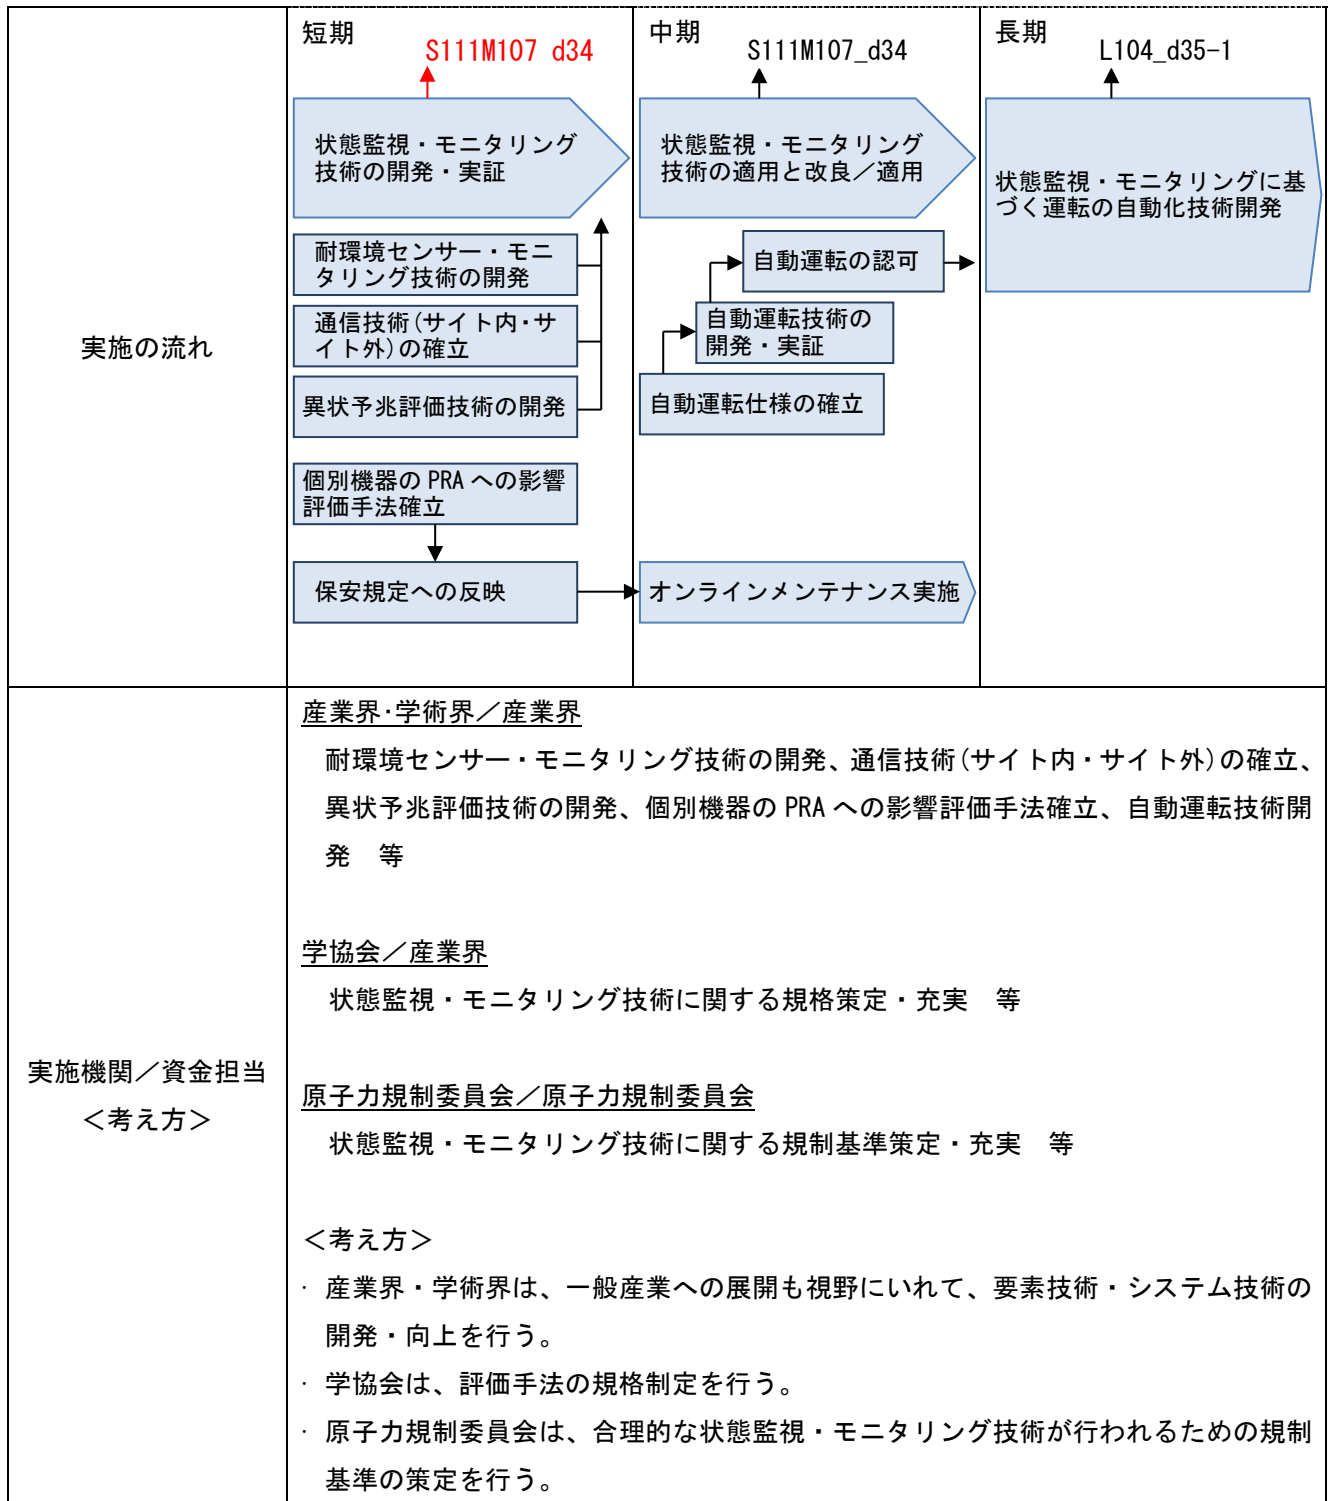 実施の流れ
短期
S111M107 d34
状態監視・モニタリング
技術の開発・実証
耐環境センサー・モニ
タリング技術の開発
通信技術(サイト内・サ
イト外)の確立
異状予兆評価技術の開発
個別機器の PRA への影響
評価手法確立
保安規定への反映
中期
S111M107_d34
状態監視・モニタリング
技術の適用と改良／適用
自動運転の認可
自動運転技術の
開発・実証
自動運転仕様の確立
オンラインメンテナンス実施
長期
L104_d35-1
状態監視・モニタリングに基
づく運転の自動化技術開発
実施機関／資金担当
＜考え方＞
産業界・学術界／産業界
耐環境センサー・モニタリング技術の開発、通信技術(サイト内・サイト外)の確立、
異状予兆評価技術の開発、個別機器の PRA への影響評価手法確立、自動運転技術開
発　等
学協会／産業界
状態監視・モニタリング技術に関する規格策定・充実　等
原子力規制委員会／原子力規制委員会
状態監視・モニタリング技術に関する規制基準策定・充実　等
＜考え方＞
· 産業界・学術界は、一般産業への展開も視野にいれて、要素技術・システム技術の
開発・向上を行う。
· 学協会は、評価手法の規格制定を行う。
· 原子力規制委員会は、合理的な状態監視・モニタリング技術が行われるための規制
基準の策定を行う。